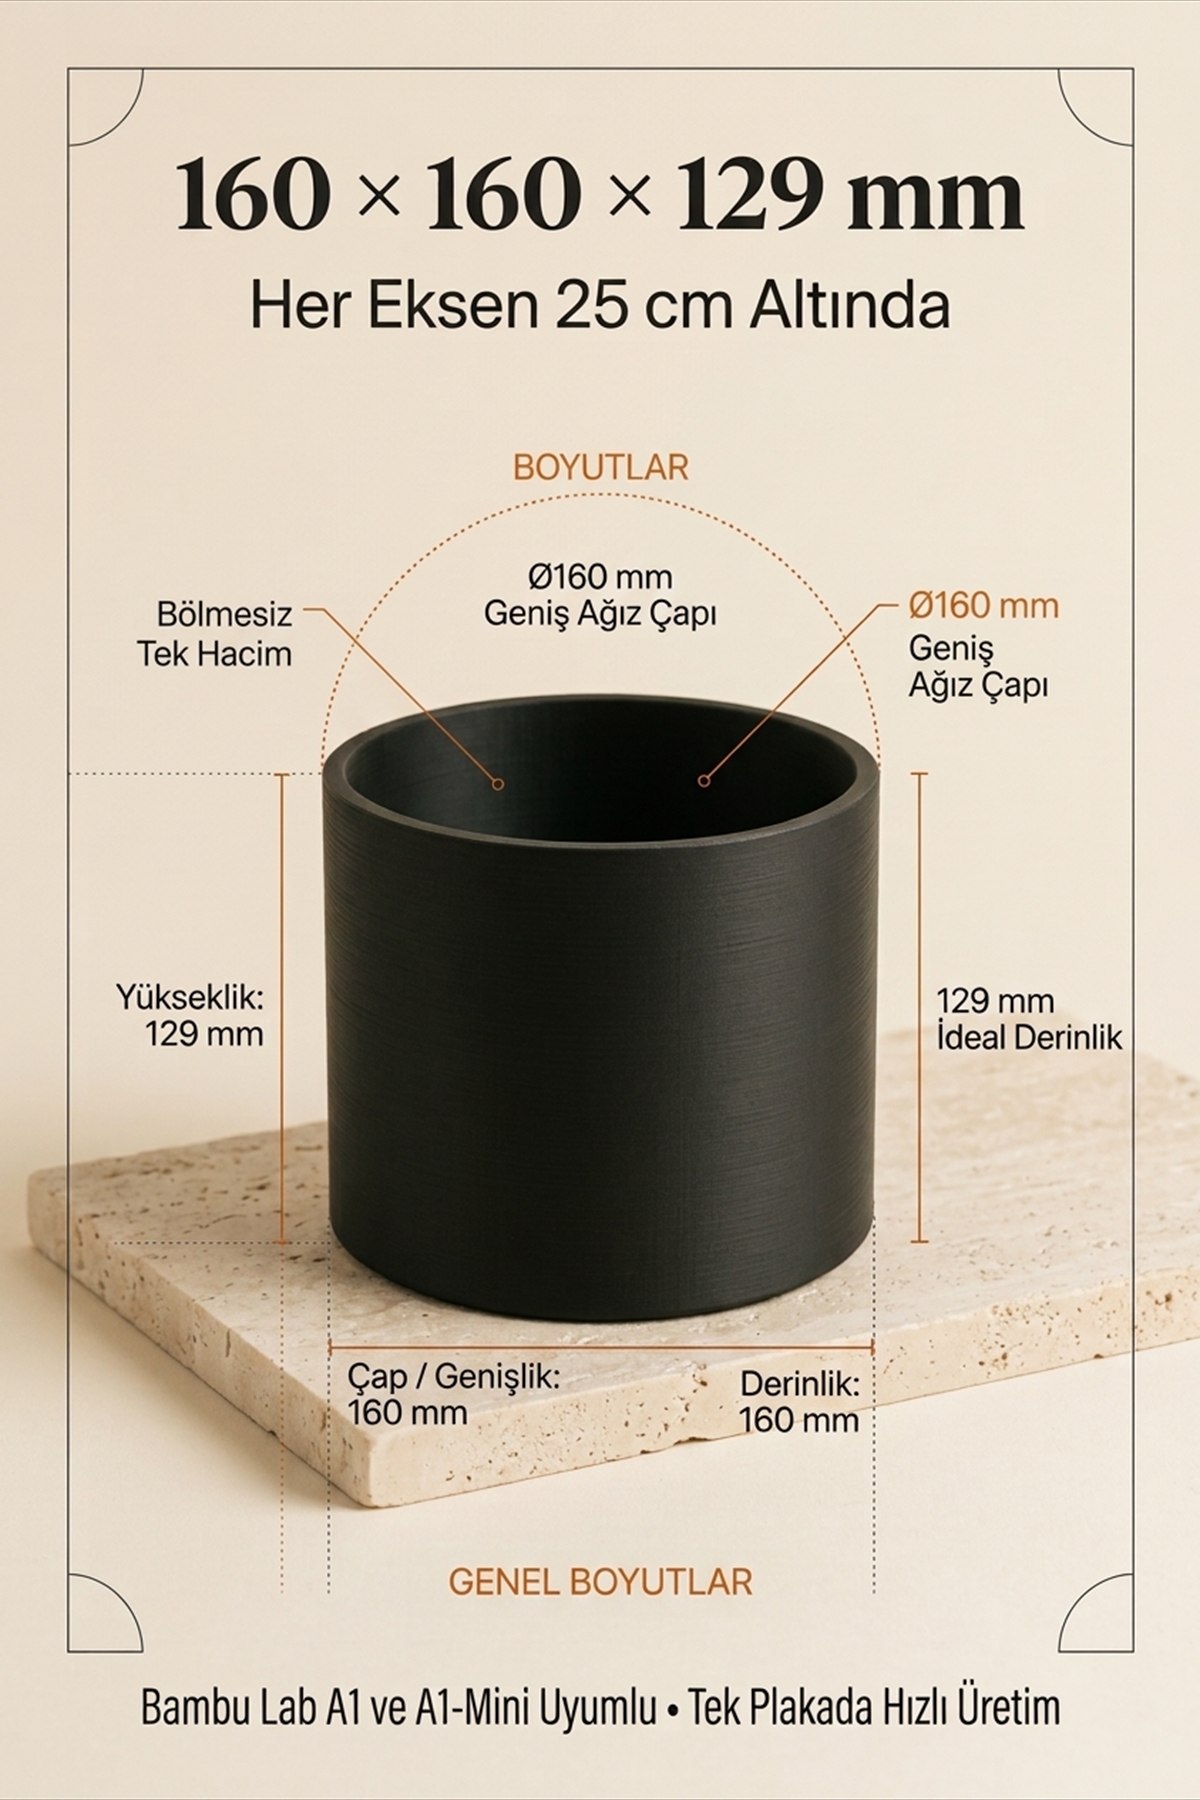 160 × 160 × 129 mm
Her Eksen 25 cm Altında
BOYUTLAR
Ø160 mm
Geniş Ağız Çapı
Bölmesiz
Tek Hacim
Ø160 mm
Geniş
Ağız Çapı
Yükseklik:
129 mm
129 mm
İdeal Derinlik
Çap / Genişlik:
160 mm
Derinlik:
160 mm
GENEL BOYUTLAR
Bambu Lab A1 ve A1-Mini Uyumlu • Tek Plakada Hızlı Üretim